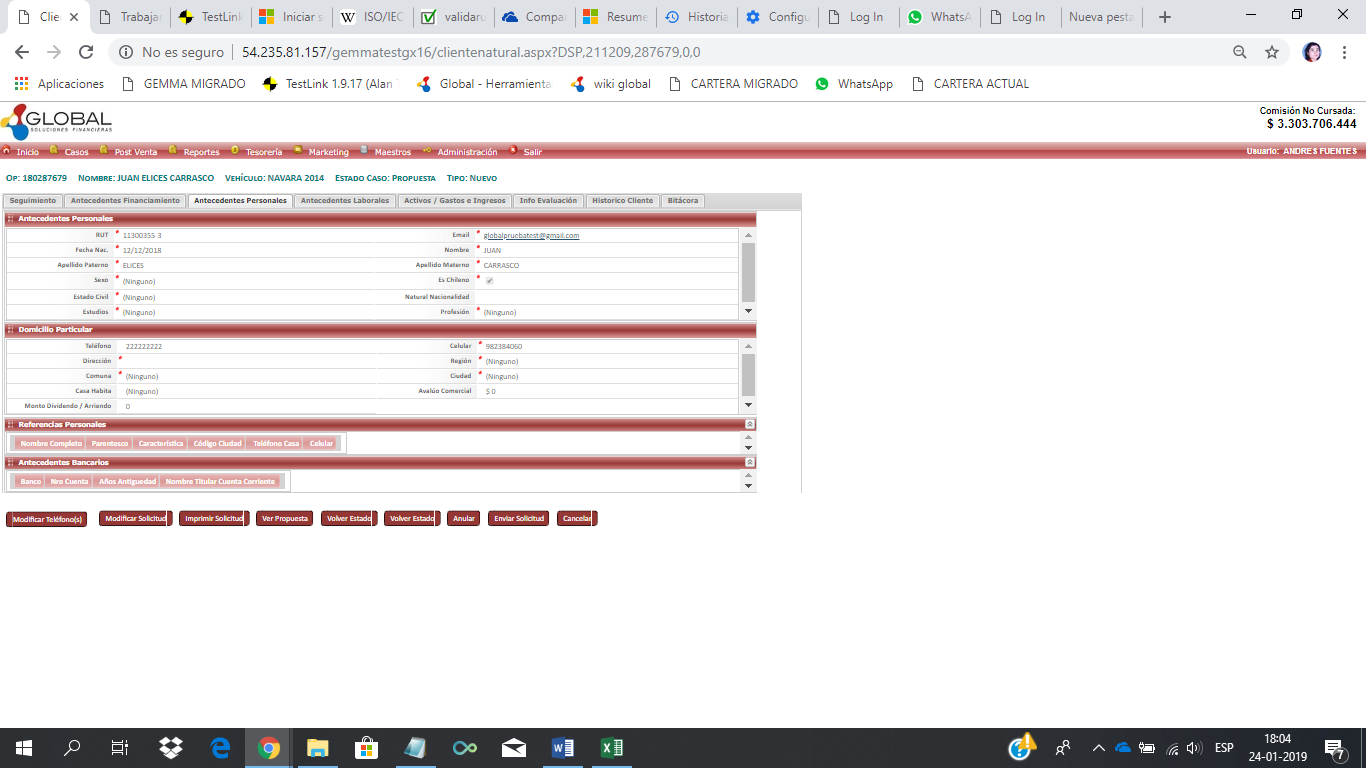 Clie Trabajar TestLink Iniciar s ISO/IEC validaru Compar Resume Historia Configu Log In WhatsA Log In Nueva pesta
No es seguro 54.235.81.157/gemmatestgx16/clientenatural.aspx?DSP,211209,287679,0,0
Aplicaciones GEMMA MIGRADO TestLink 1.9.17 (Alan Global - Herramienta: wiki global CARTERA MIGRADO WhatsApp CARTERA ACTUAL
GLOBAL
SOLUCIONES FINANCIERAS
Comisión No Cursada:
$ 3.303.706.444
Inicio Casos Post Venta Reportes Tesorería Marketing Maestros Administración Salir Usuario: ANDRES FUENTES
Op: 180287679 Nombre: JUAN ELICES CARRASCO Vehículo: NAVARA 2014 Estado Caso: Propuesta Tipo: Nuevo
Seguimiento Antecedentes Financiamiento Antecedentes Personales Antecedentes Laborales Activos / Gastos e Ingresos Info Evaluación Historico Cliente Bitácora
Antecedentes Personales
RUT * 11300355-3 Email * globalpruebatest@gmail.com
Fecha Nac. * 12/12/2018 Nombre * JUAN
Apellido Paterno * ELICES Apellido Materno * CARRASCO
Sexo * (Ninguno) Es Chileno *
Estado Civil * (Ninguno) Natural Nacionalidad
Estudios * (Ninguno) Profesión * (Ninguno)
Domicilio Particular
Teléfono 222222222 Celular * 982384060
Dirección * Región * (Ninguno)
Comuna * (Ninguno) Ciudad * (Ninguno)
Casa Habita (Ninguno) Avalúo Comercial $ 0
Monto Dividendo / Arriendo 0
Referencias Personales
Nombre Completo Parentesco Característica Código Ciudad Teléfono Casa Celular
Antecedentes Bancarios
Banco Nro Cuenta Años Antiguedad Nombre Titular Cuenta Corriente
Modificar Teléfono(s) Modificar Solicitud Imprimir Solicitud Ver Propuesta Volver Estado Volver Estado Anular Enviar Solicitud Cancelar
ESP 18:04
24-01-2019 7